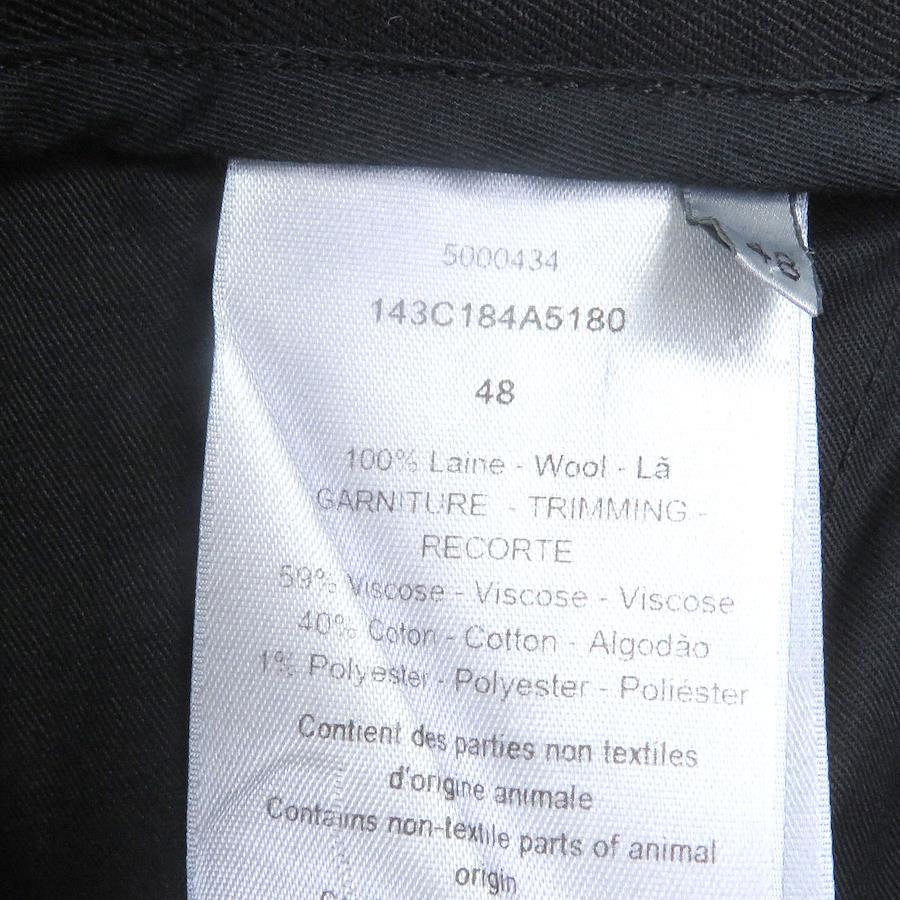 5000434
48
143C184A5180
48
100% Laine - Wool - Lã
GARNITURE - TRIMMING -
RECORTE
59% Viscose - Viscose - Viscose
40% Coton - Cotton - Algodão
1% Polyester - Polyester - Poliéster
Contient des parties non textiles
d'origine animale
Contains non-textile parts of animal
origin